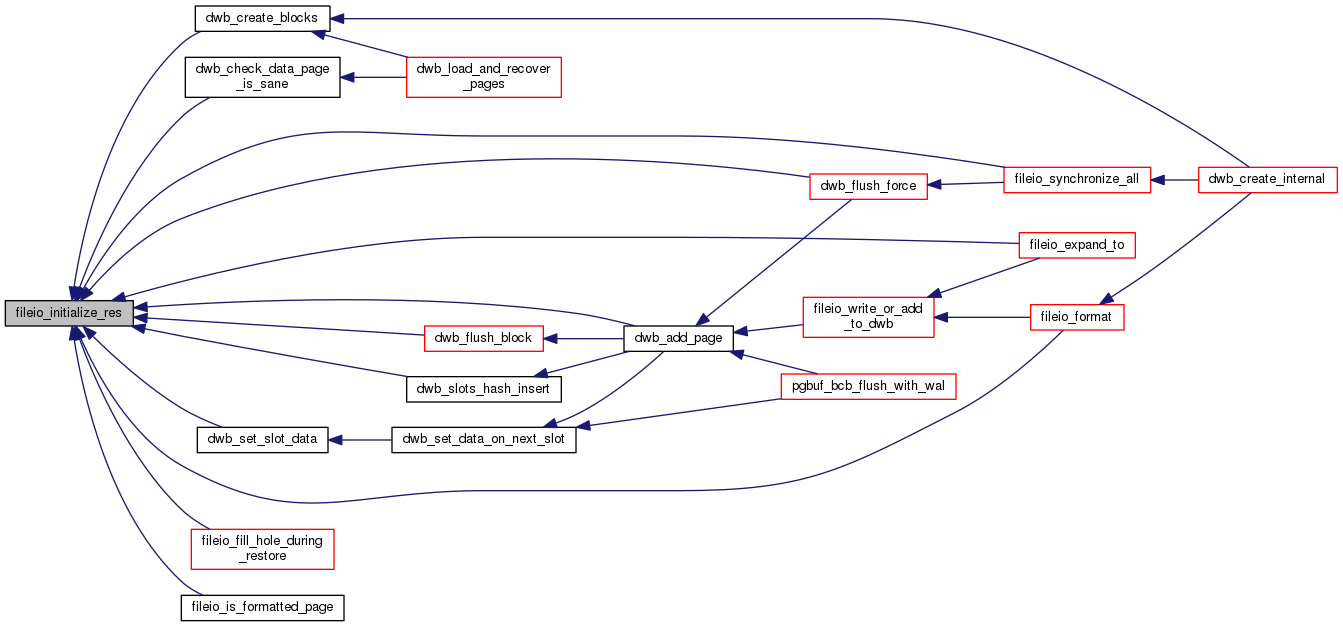 dwb_create_blocks
dwb_check_data_page
_is_sane
dwb_load_and_recover
_pages
fileio_synchronize_all
dwb_create_internal
dwb_flush_force
fileio_expand_to
fileio_initialize_res
fileio_write_or_add
_to_dwb
fileio_format
dwb_flush_block
dwb_add_page
dwb_slots_hash_insert
pgbuf_bcb_flush_with_wal
dwb_set_slot_data
dwb_set_data_on_next_slot
fileio_fill_hole_during
_restore
fileio_is_formatted_page